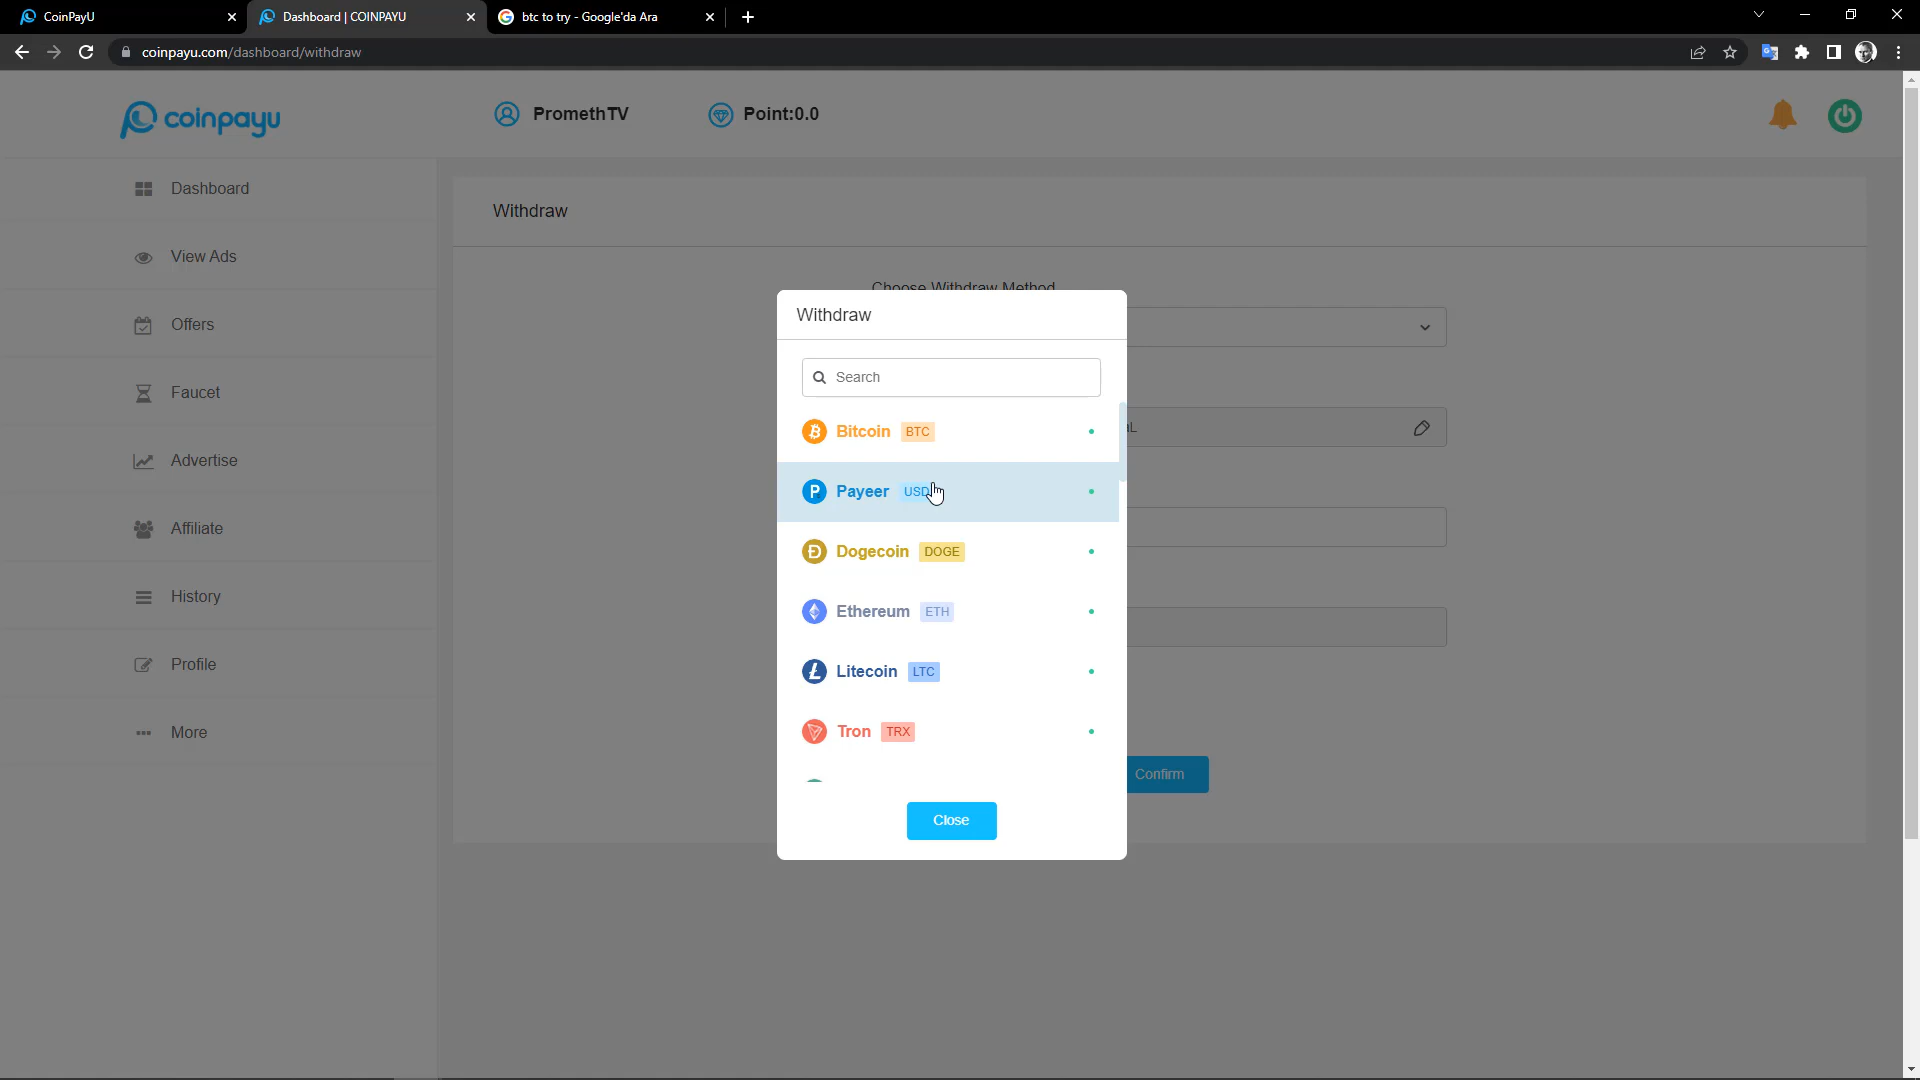 CoinPayU
Dashboard | COINPAYU
btc to try - Google'da Ara
coinpayu.com/dashboard/withdraw
coinpayu
PromethTV
Point:0.0
Dashboard
View Ads
Offers
Faucet
Advertise
Affiliate
History
Profile
More
Withdraw
Choose Withdraw Method
Withdraw
Search
Bitcoin BTC
Payeer USD
Dogecoin DOGE
Ethereum ETH
Litecoin LTC
Tron TRX
Close
Confirm